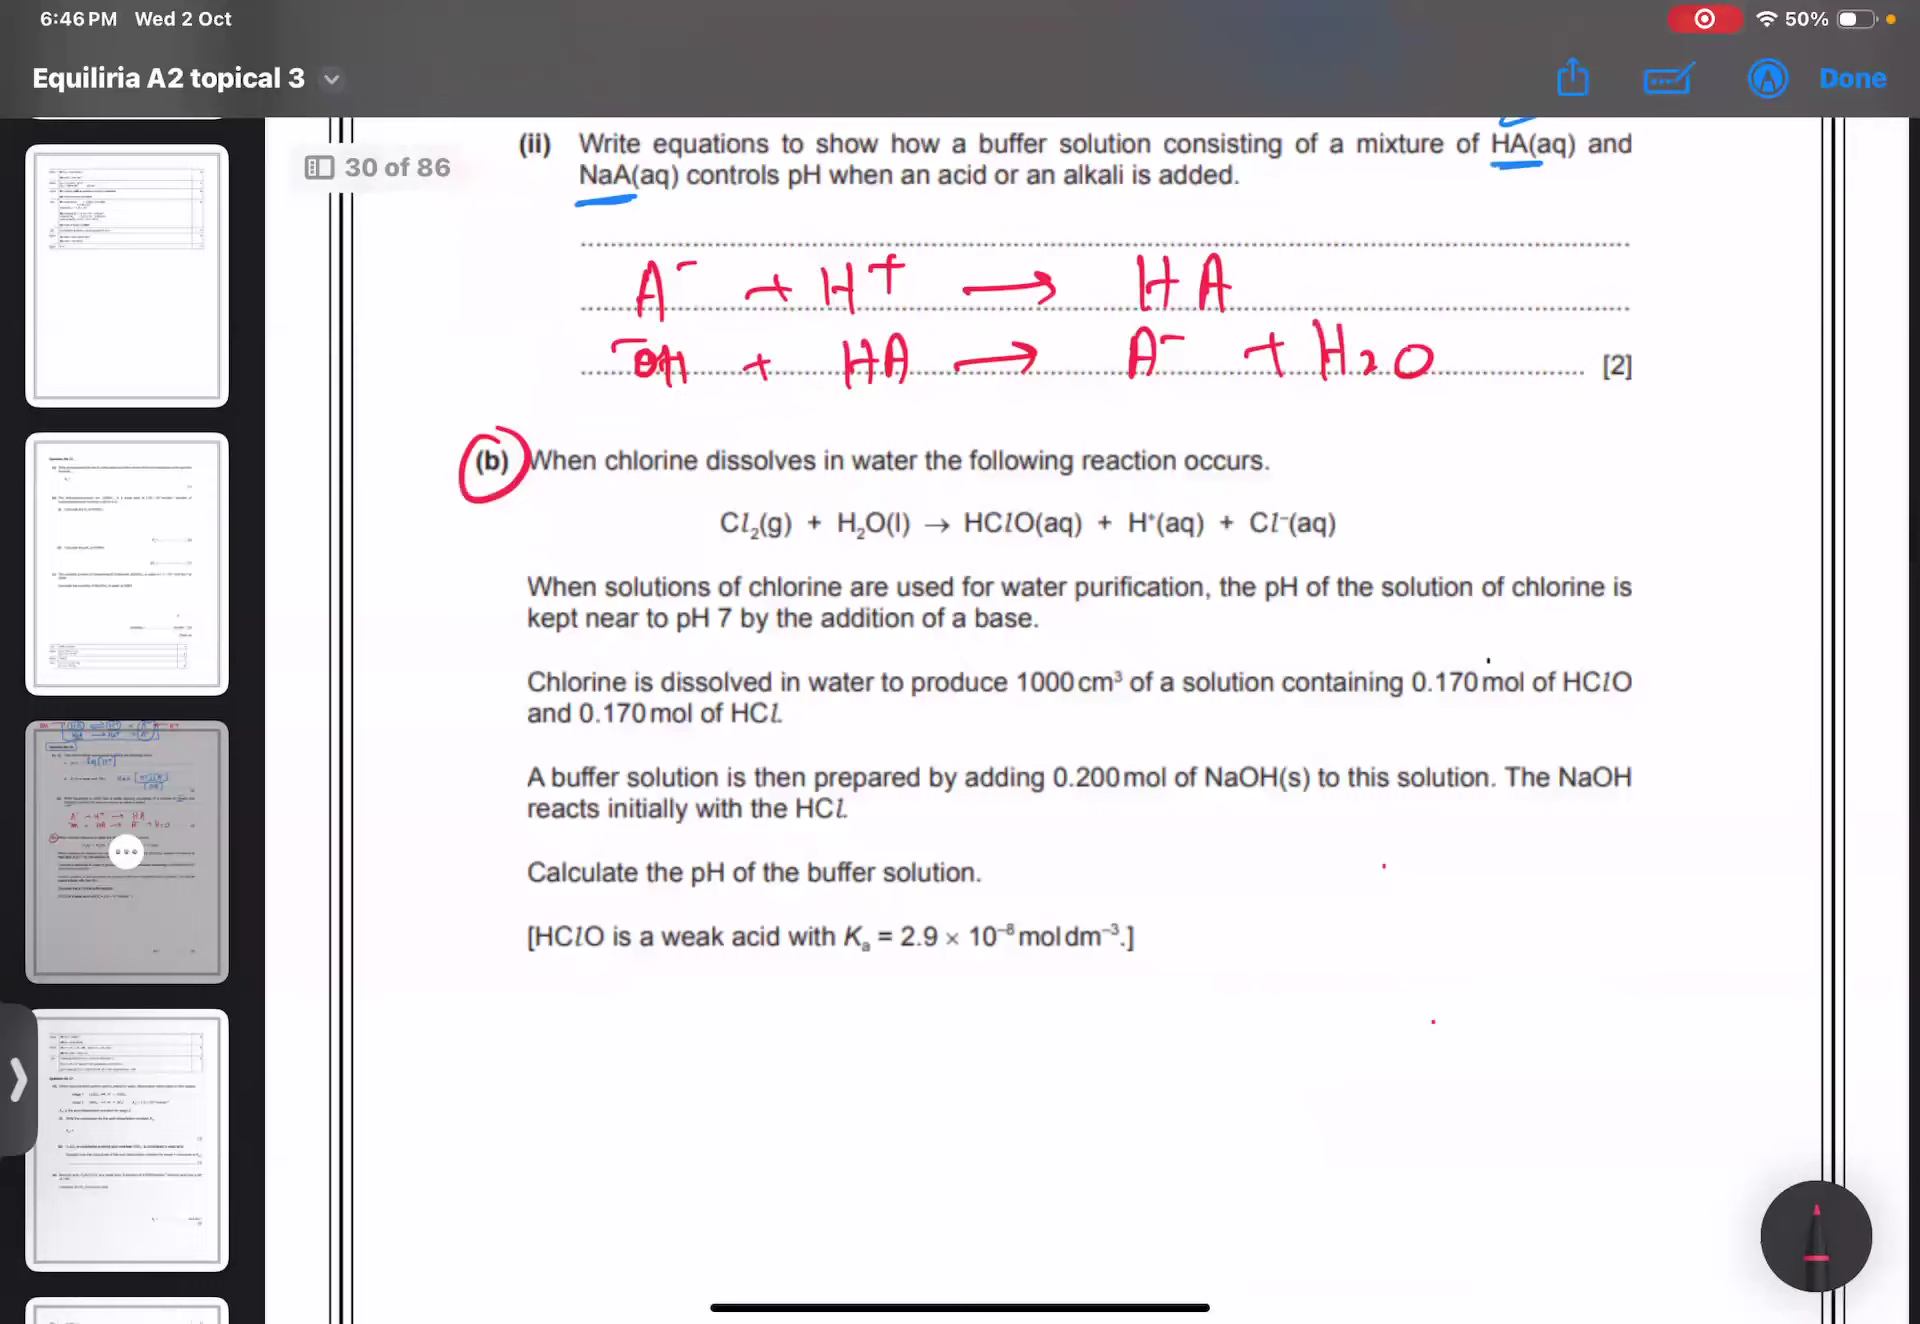 6:46 PM Wed 2 Oct
50%
Equiliria A2 topical 3
Done
30 of 86
(ii) Write equations to show how a buffer solution consisting of a mixture of HA(aq) and
NaA(aq) controls pH when an acid or an alkali is added.
A⁻ + H⁺ → HA
⁻OH + HA → A⁻ + H₂O
[2]
(b) When chlorine dissolves in water the following reaction occurs.
Cl₂(g) + H₂O(l) → HClO(aq) + H⁺(aq) + Cl⁻(aq)
When solutions of chlorine are used for water purification, the pH of the solution of chlorine is
kept near to pH 7 by the addition of a base.
Chlorine is dissolved in water to produce 1000 cm³ of a solution containing 0.170 mol of HClO
and 0.170 mol of HCl.
A buffer solution is then prepared by adding 0.200 mol of NaOH(s) to this solution. The NaOH
reacts initially with the HCl.
Calculate the pH of the buffer solution.
[HClO is a weak acid with Kₐ = 2.9 × 10⁻⁸ mol dm⁻³.]